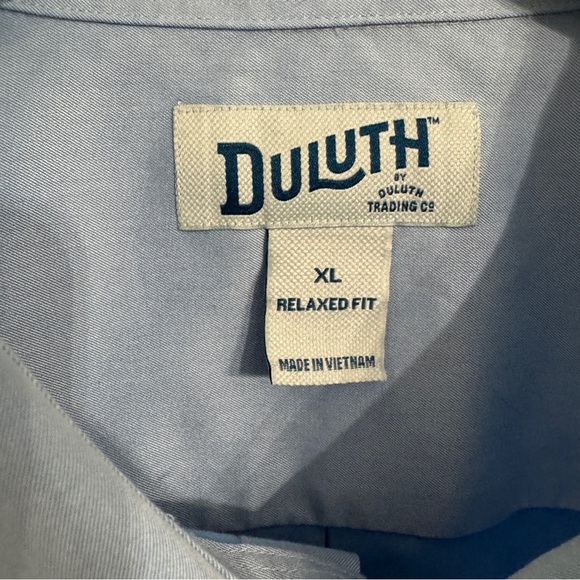 DULUTH™
BY
DULUTH
TRADING Cº
XL
RELAXED FIT
MADE IN VIETNAM